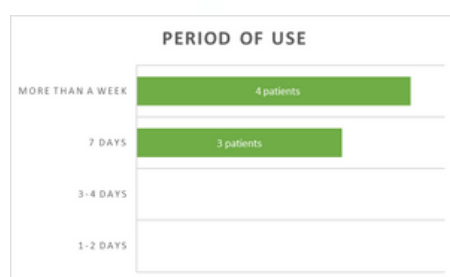 PERIOD OF USE
MORE THAN A WEEK
4 patients
7 DAYS
3 patients
3-4 DAYS
1-2 DAYS